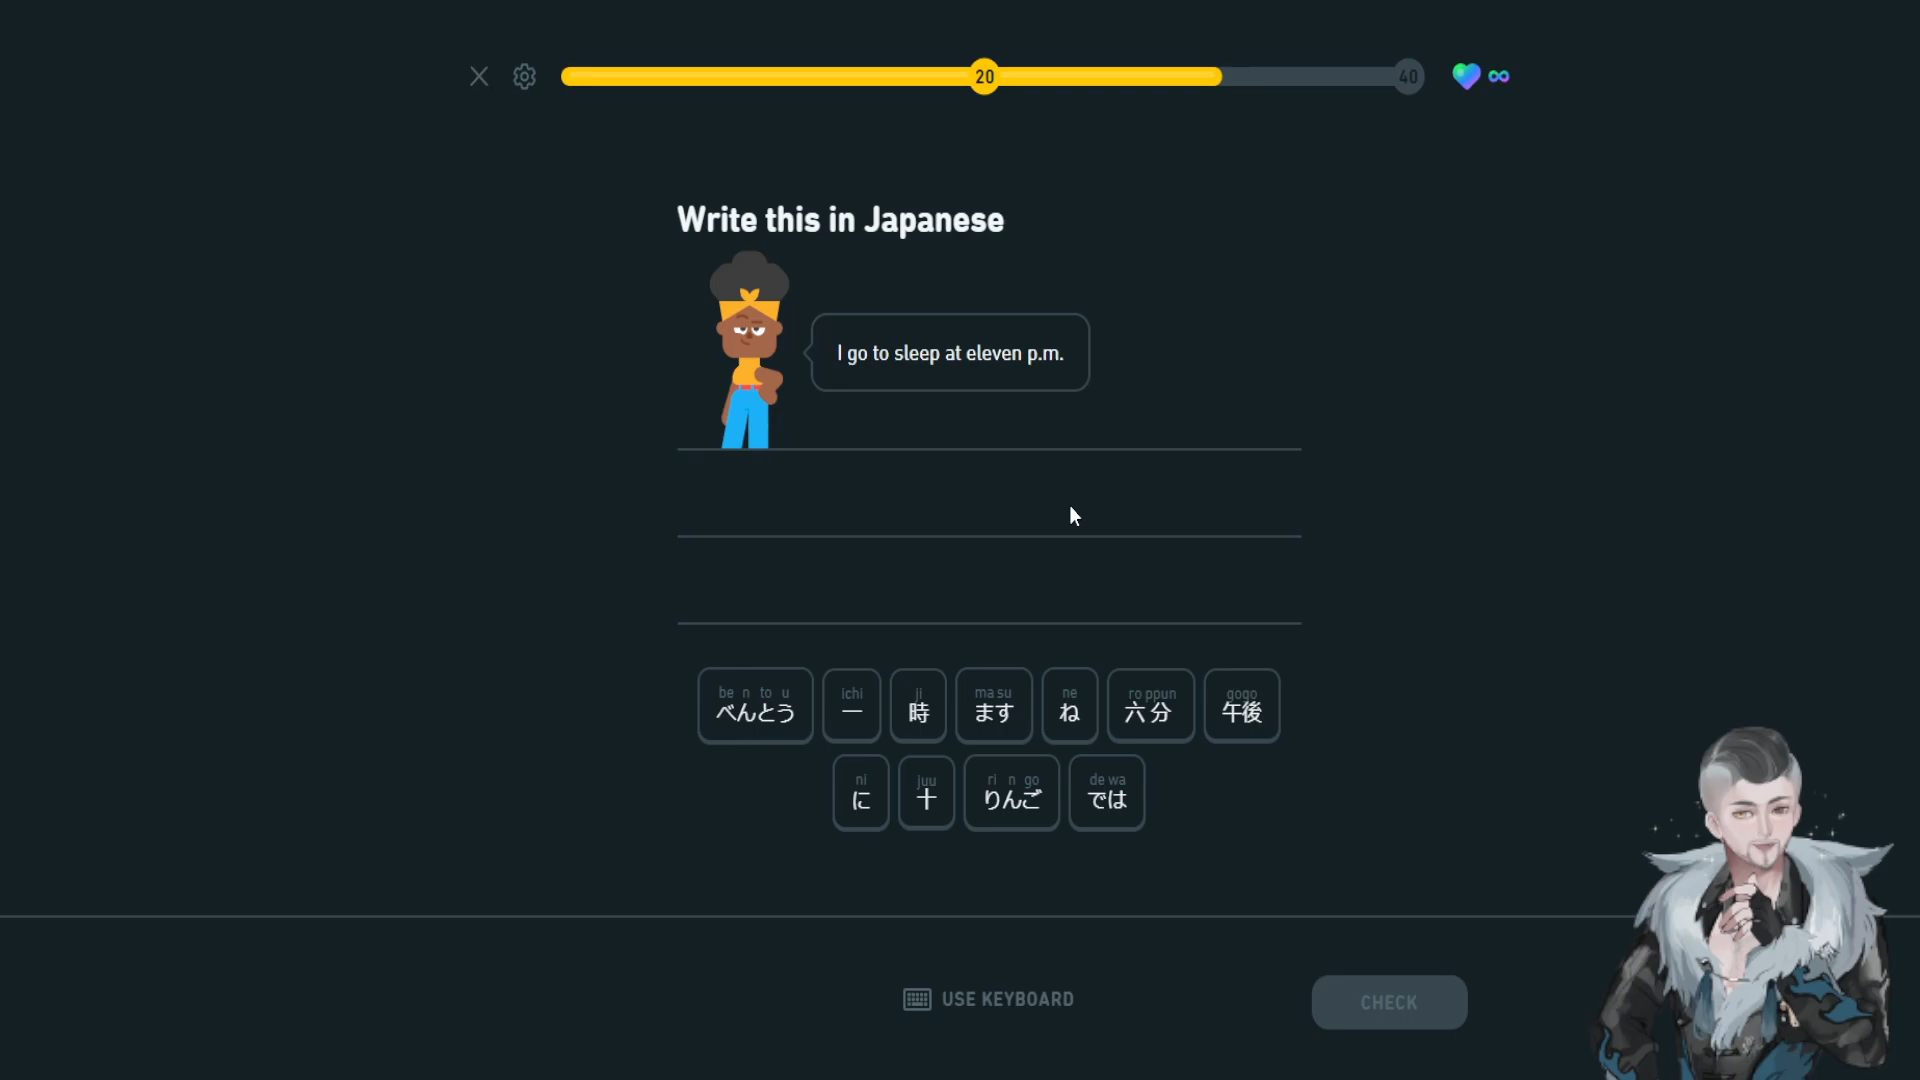 20
40
Write this in Japanese
I go to sleep at eleven p.m.
be n to u ichi ji ma su ne ro ppun gogo
べんとう 一 時 ます ね 六分 午後
ni juu ri n go de wa
に 十 りんご では
USE KEYBOARD
CHECK